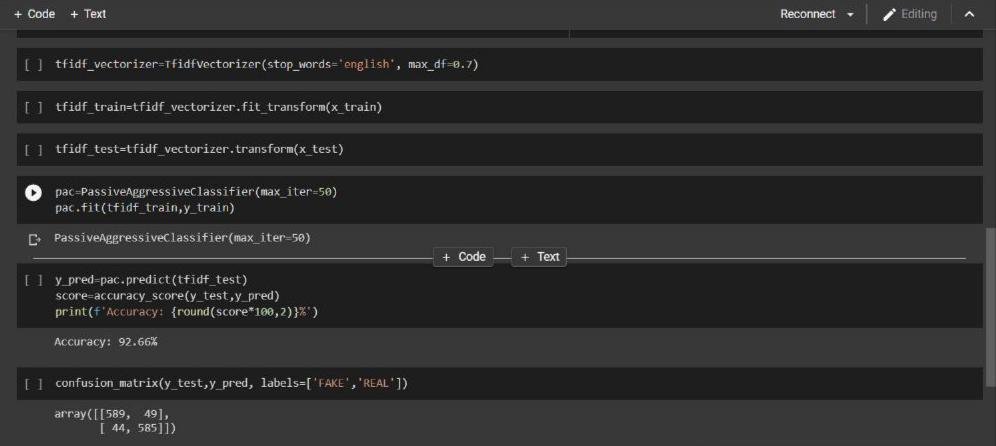 + Code + Text Reconnect Editing
[ ] tfidf_vectorizer=TfidfVectorizer(stop_words='english', max_df=0.7)
[ ] tfidf_train=tfidf_vectorizer.fit_transform(x_train)
[ ] tfidf_test=tfidf_vectorizer.transform(x_test)
pac=PassiveAggressiveClassifier(max_iter=50)
pac.fit(tfidf_train,y_train)
PassiveAggressiveClassifier(max_iter=50)
+ Code + Text
[ ] y_pred=pac.predict(tfidf_test)
score=accuracy_score(y_test,y_pred)
print(f'Accuracy: {round(score*100,2)}%')
Accuracy: 92.66%
[ ] confusion_matrix(y_test,y_pred, labels=['FAKE','REAL'])
array([[589, 49],
[ 44, 585]])